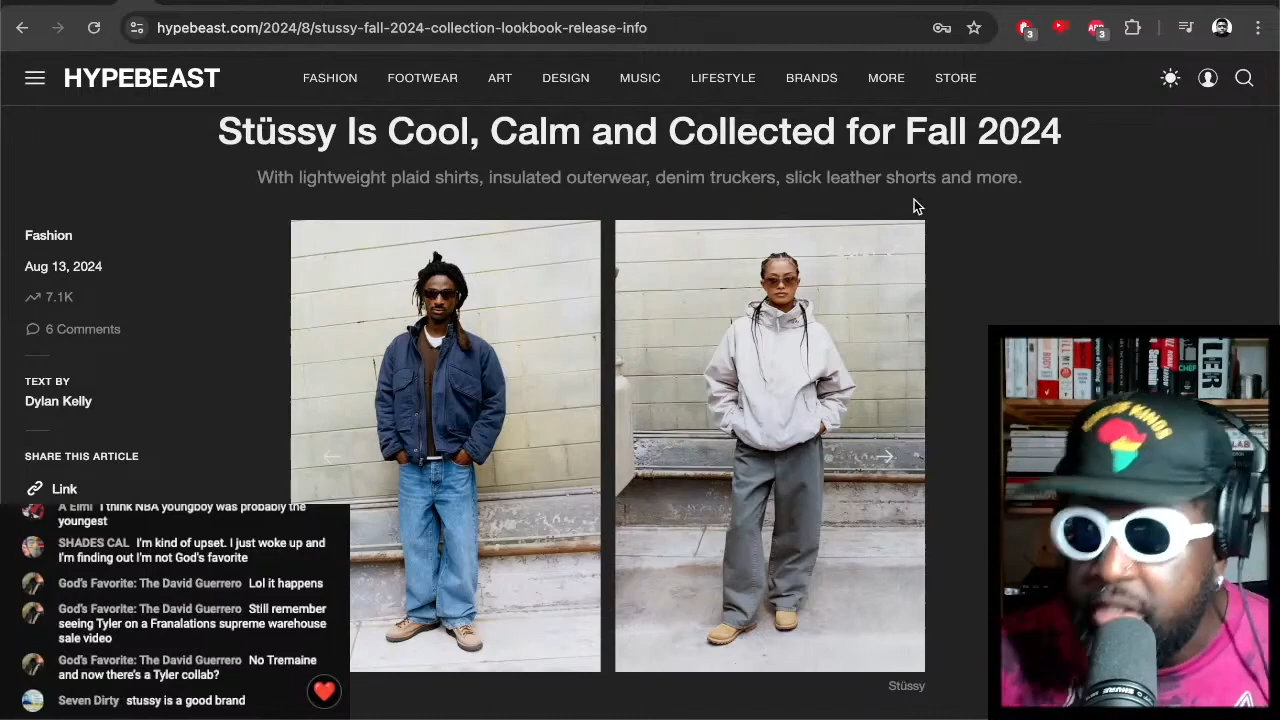 hypebeast.com/2024/8/stussy-fall-2024-collection-lookbook-release-info
3
3
HYPEBEAST
FASHION FOOTWEAR ART DESIGN MUSIC LIFESTYLE BRANDS MORE STORE
Stüssy Is Cool, Calm and Collected for Fall 2024
With lightweight plaid shirts, insulated outerwear, denim truckers, slick leather shorts and more.
Fashion
Aug 13, 2024
7.1K
6 Comments
TEXT BY
Dylan Kelly
SHARE THIS ARTICLE
Link
Stüssy
I think NBA youngboy was probably the
youngest
SHADES CAL I'm kind of upset. I just woke up and
I'm finding out I'm not God's favorite
God's Favorite: The David Guerrero Lol it happens
God's Favorite: The David Guerrero Still remember
seeing Tyler on a Franalations supreme warehouse
sale video
God's Favorite: The David Guerrero No Tremaine
and now there's a Tyler collab?
Seven Dirty stussy is a good brand